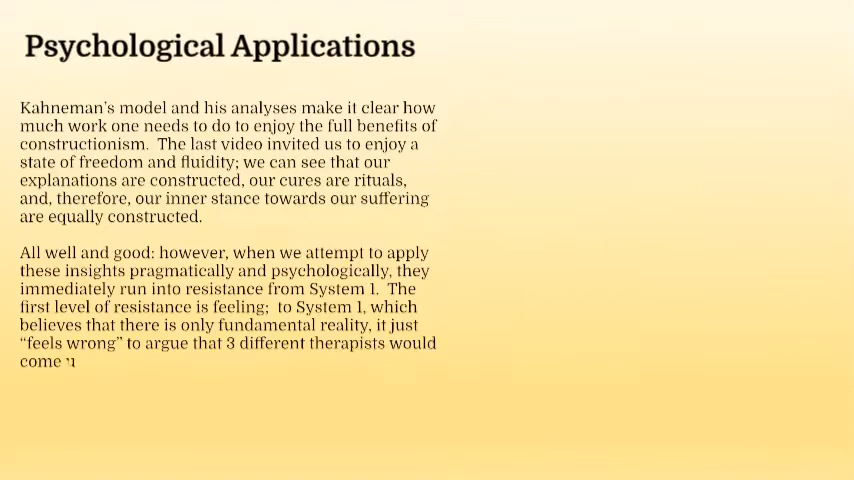 Psychological Applications
Kahneman's model and his analyses make it clear how
much work one needs to do to enjoy the full benefits of
constructionism.  The last video invited us to enjoy a
state of freedom and fluidity; we can see that our
explanations are constructed, our cures are rituals,
and, therefore, our inner stance towards our suffering
are equally constructed.
All well and good: however, when we attempt to apply
these insights pragmatically and psychologically, they
immediately run into resistance from System 1.  The
first level of resistance is feeling;  to System 1, which
believes that there is only fundamental reality, it just
“feels wrong” to argue that 3 different therapists would
come